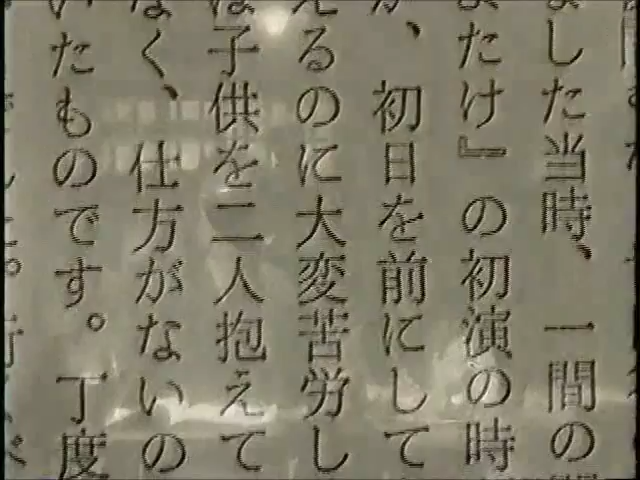 ました当時、一間の
またけ』の初演の時
が、初日を前にして
えるのに大変苦労し
は子供を二人抱えて
なく、仕方がないの
いたものです。丁度